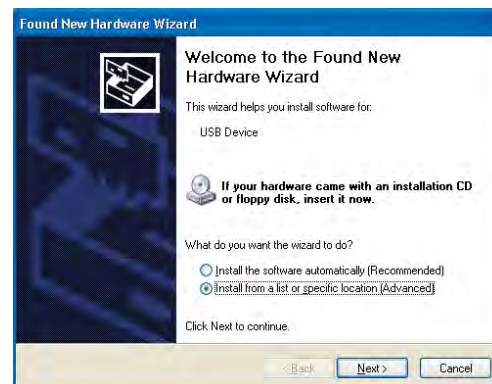 Found New Hardware Wizard
Welcome to the Found New
Hardware Wizard
This wizard helps you install software for:
USB Device
If your hardware came with an installation CD
or floppy disk, insert it now.
What do you want the wizard to do?
Install the software automatically (Recommended)
Install from a list or specific location (Advanced)
Click Next to continue.
< Back Next > Cancel